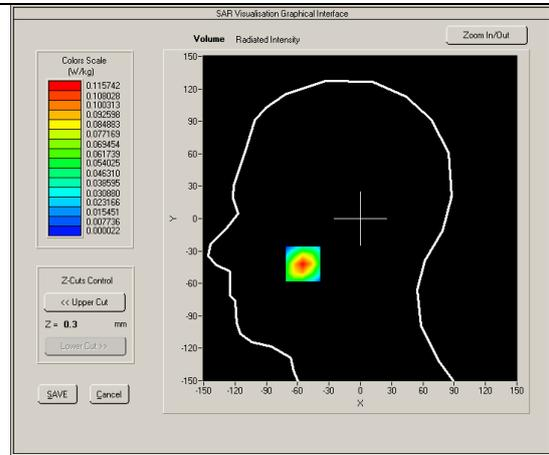 SAR Visualisation Graphical Interface
Volume Radiated Intensity
Zoom In/Out
Colors Scale
(W/kg)
0.115742
0.108028
0.100313
0.092598
0.084883
0.077169
0.069454
0.061739
0.054025
0.046310
0.038595
0.030880
0.023166
0.015451
0.007736
0.000022
Z-Cuts Control
<< Upper Cut
Z = 0.3 mm
Lower Cut >>
SAVE Cancel
150
120
90
60
30
0
-30
-60
-90
-120
-150
Y
-150 -120 -90 -60 -30 0 30 60 90 120 150
X